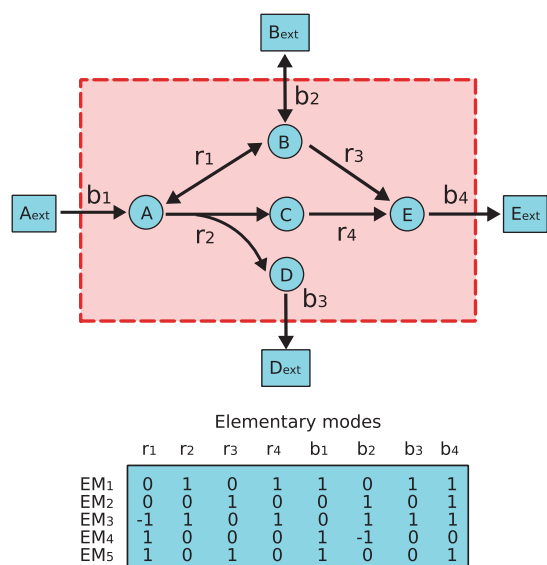 Bext
b2
B
r1
r3
b1
b4
Aext
A
C
E
Eext
r2
r4
D
b3
Dext
Elementary modes
r1 r2 r3 r4 b1 b2 b3 b4
EM1 0 1 0 1 1 0 1 1
EM2 0 0 1 0 0 1 0 1
EM3 -1 1 0 1 0 1 1 1
EM4 1 0 0 0 1 -1 0 0
EM5 1 0 1 0 1 0 0 1